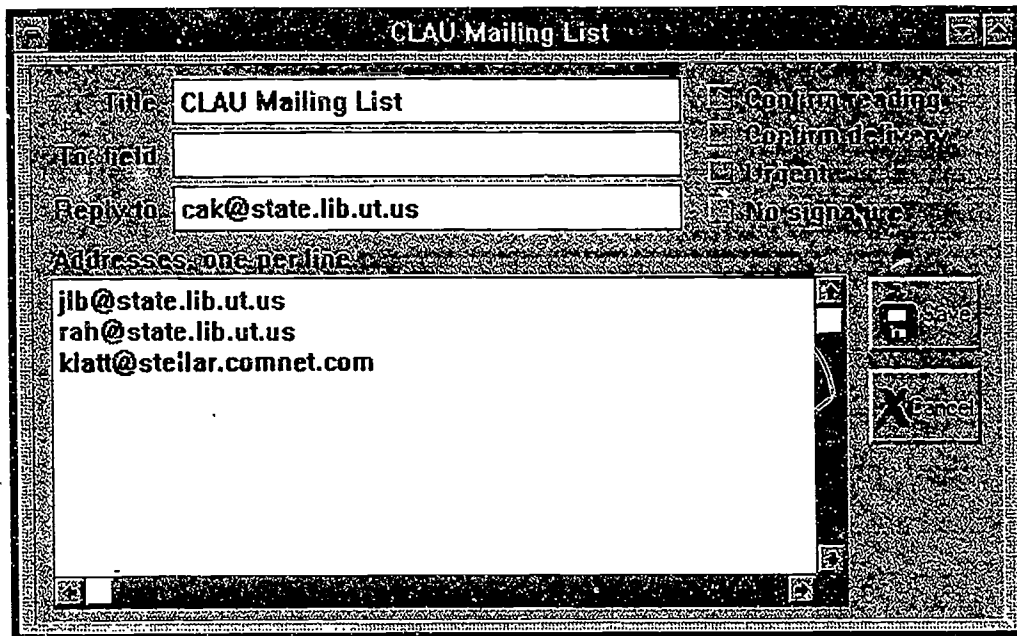 CLAU Mailing List
Title CLAU Mailing List
To: field
Reply to cak@state.lib.ut.us
Confirm reading
Confirm delivery
Urgent
No signature
Addresses, one per line
jlb@state.lib.ut.us
rah@state.lib.ut.us
klatt@stellar.comnet.com
Save
Cancel